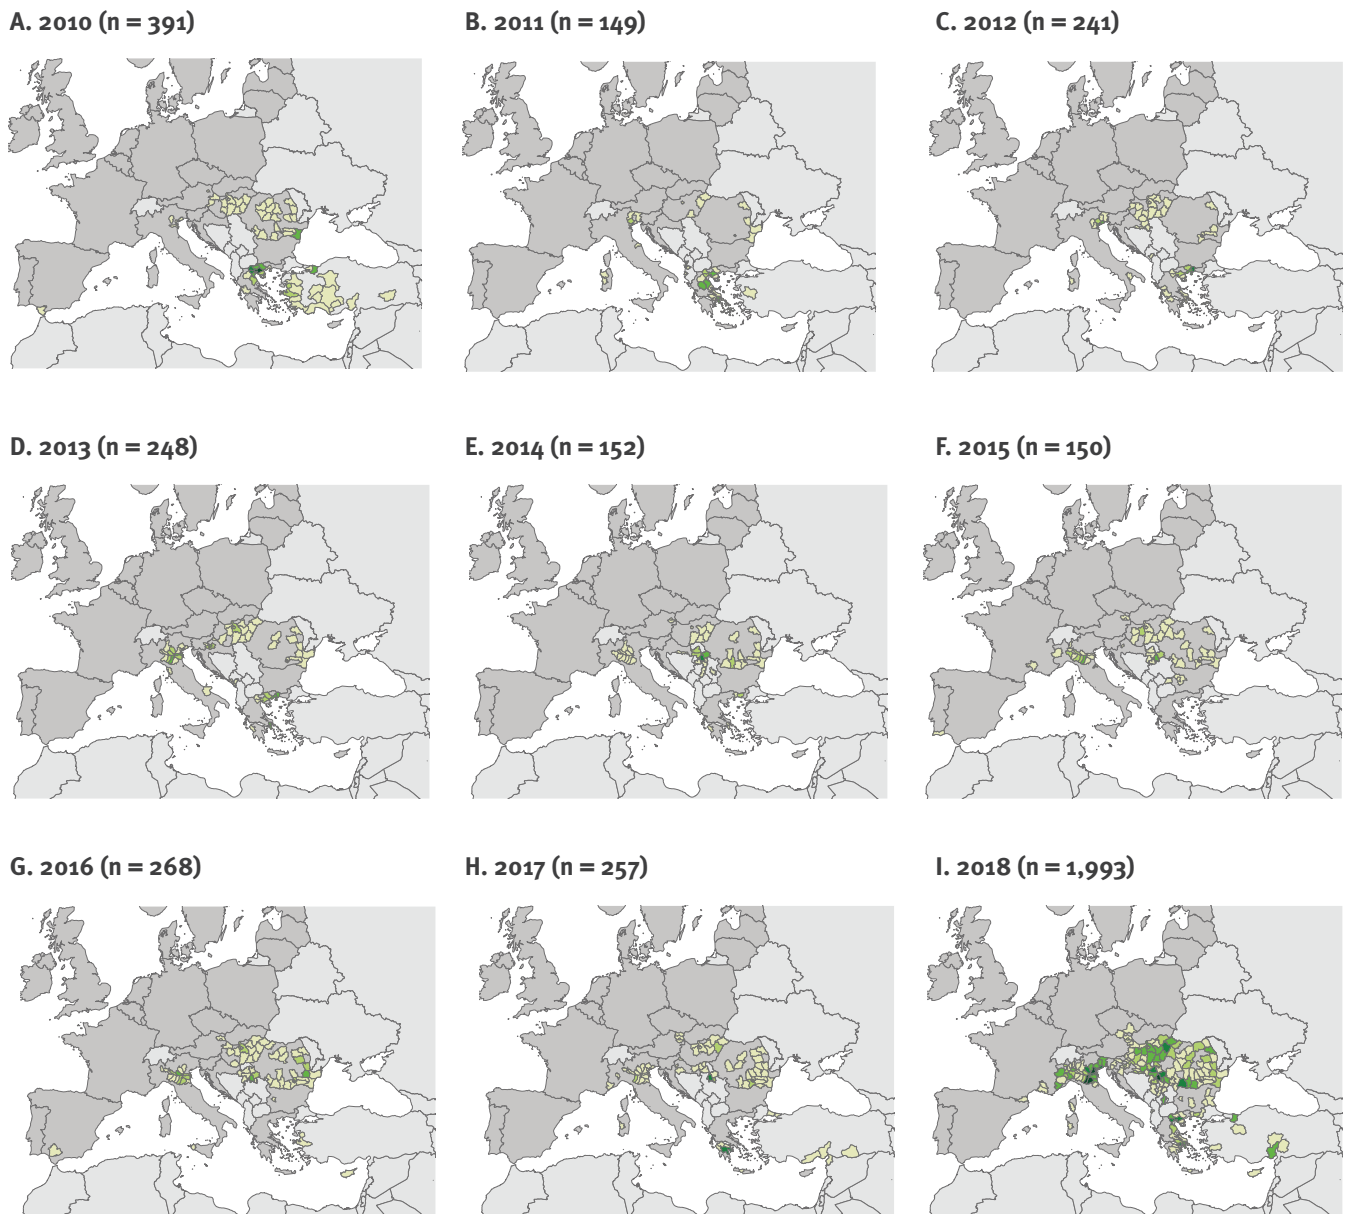 A. 2010 (n = 391)
B. 2011 (n = 149)
C. 2012 (n = 241)
D. 2013 (n = 248)
E. 2014 (n = 152)
F. 2015 (n = 150)
G. 2016 (n = 268)
H. 2017 (n = 257)
I. 2018 (n = 1,993)